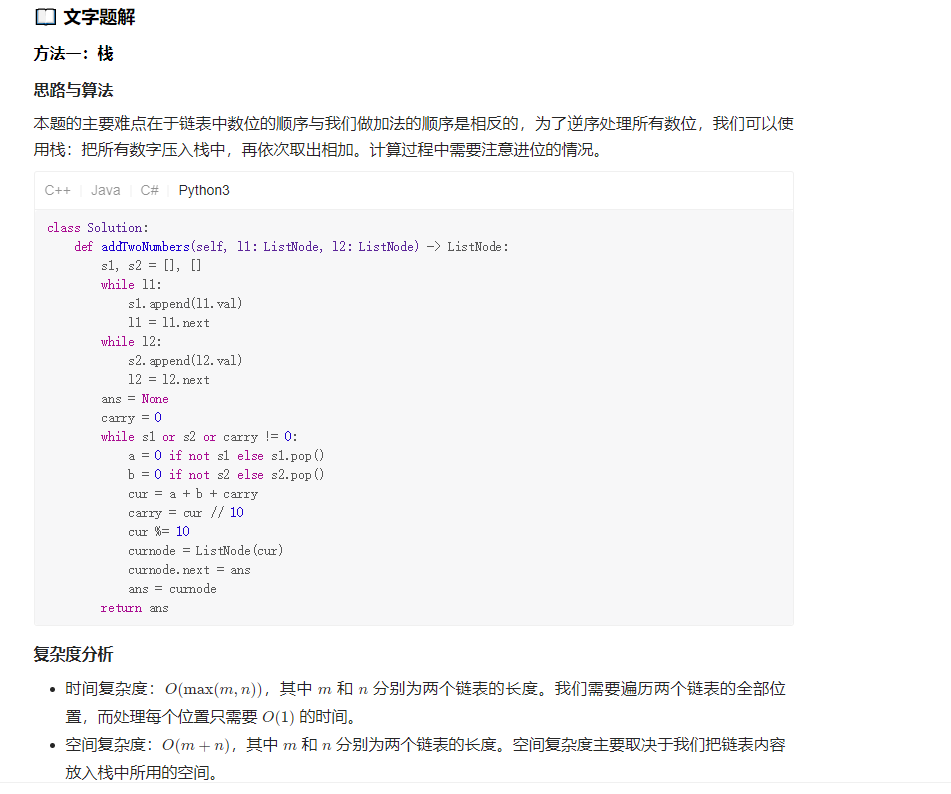 📖 文字题解
方法一：栈
思路与算法
本题的主要难点在于链表中数位的顺序与我们做加法的顺序是相反的，为了逆序处理所有数位，我们可以使
用栈：把所有数字压入栈中，再依次取出相加。计算过程中需要注意进位的情况。
C++ Java C# Python3
class Solution:
    def addTwoNumbers(self, l1: ListNode, l2: ListNode) -> ListNode:
        s1, s2 = [], []
        while l1:
            s1.append(l1.val)
            l1 = l1.next
        while l2:
            s2.append(l2.val)
            l2 = l2.next
        ans = None
        carry = 0
        while s1 or s2 or carry != 0:
            a = 0 if not s1 else s1.pop()
            b = 0 if not s2 else s2.pop()
            cur = a + b + carry
            carry = cur // 10
            cur %= 10
            curnode = ListNode(cur)
            curnode.next = ans
            ans = curnode
        return ans
复杂度分析
• 时间复杂度：O(max(m, n))，其中 m 和 n 分别为两个链表的长度。我们需要遍历两个链表的全部位
置，而处理每个位置只需要 O(1) 的时间。
• 空间复杂度：O(m + n)，其中 m 和 n 分别为两个链表的长度。空间复杂度主要取决于我们把链表内容
放入栈中所用的空间。